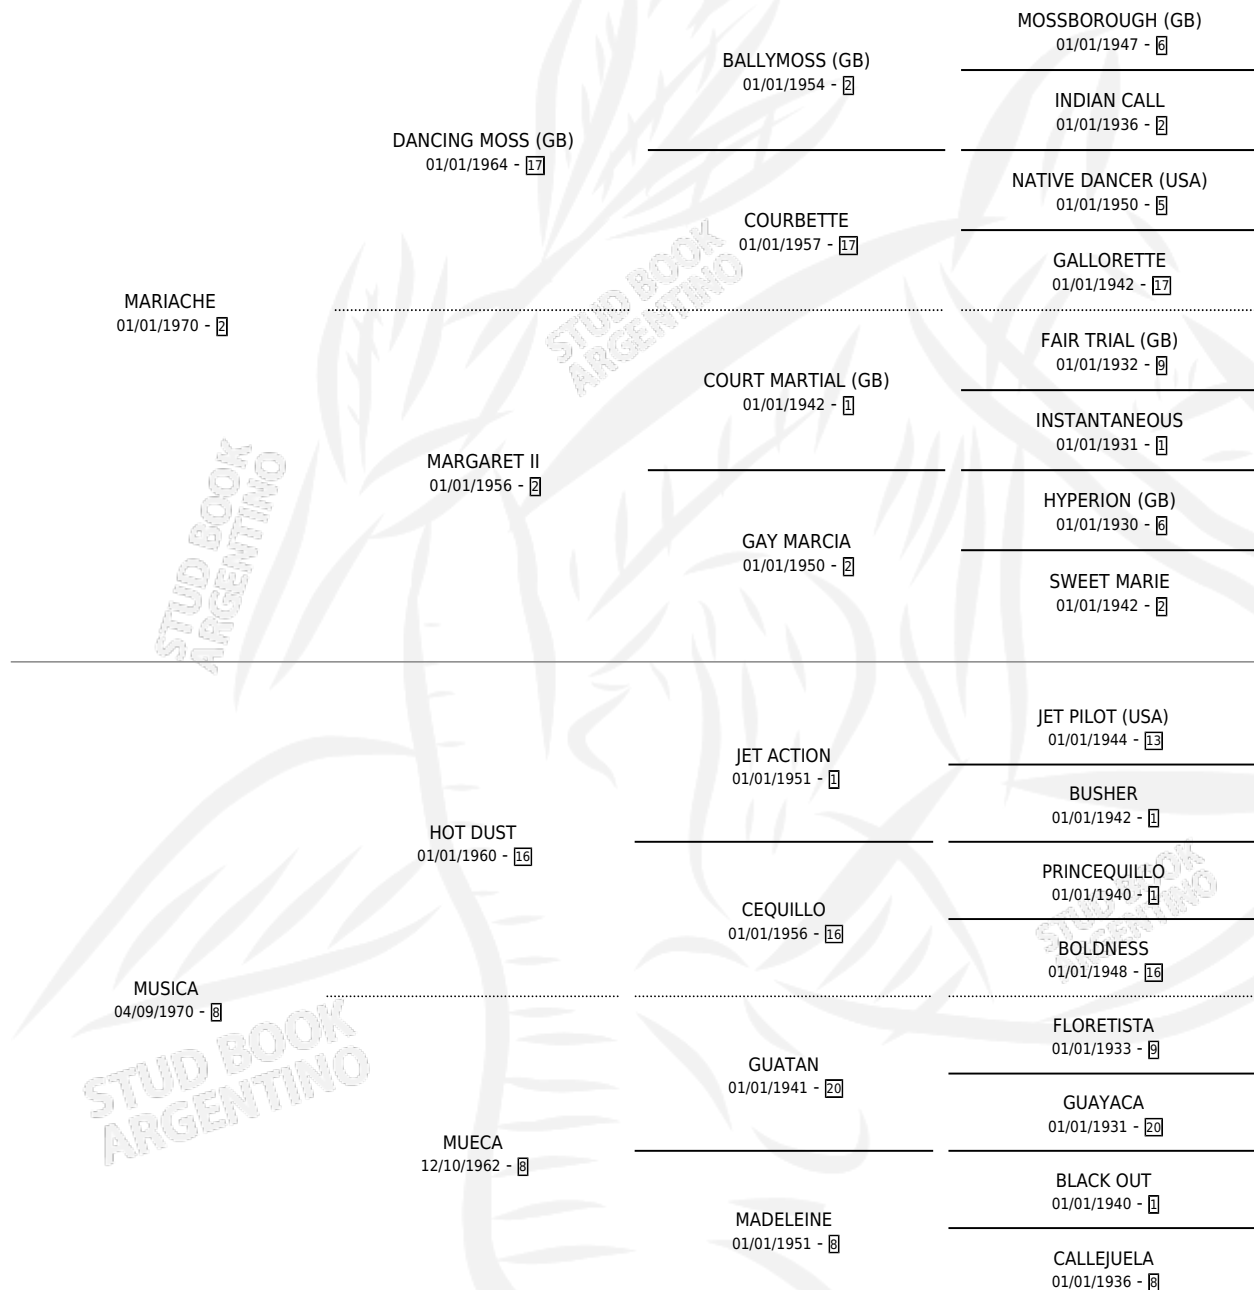 MOSSBOROUGH (GB)
01/01/1947 - 6
BALLYMOSS (GB)
01/01/1954 - 2
INDIAN CALL
01/01/1936 - 2
DANCING MOSS (GB)
01/01/1964 - 17
NATIVE DANCER (USA)
01/01/1950 - 5
COURBETTE
01/01/1957 - 17
GALLORETTE
01/01/1942 - 17
MARIACHE
01/01/1970 - 2
STUD BOOK
ARGENTINO
FAIR TRIAL (GB)
01/01/1932 - 9
COURT MARTIAL (GB)
01/01/1942 - 1
INSTANTANEOUS
01/01/1931 - 1
MARGARET II
01/01/1956 - 2
HYPERION (GB)
01/01/1930 - 6
GAY MARCIA
01/01/1950 - 2
SWEET MARIE
01/01/1942 - 2
STUD BOOK
ARGENTINO
JET PILOT (USA)
01/01/1944 - 13
JET ACTION
01/01/1951 - 1
BUSHER
01/01/1942 - 1
HOT DUST
01/01/1960 - 16
PRINCEQUILLO
01/01/1940 - 1
CEQUILLO
01/01/1956 - 16
BOLDNESS
01/01/1948 - 16
STUD BOOK
ARGENTINO
MUSICA
04/09/1970 - 8
FLORETISTA
01/01/1933 - 9
GUATAN
01/01/1941 - 20
GUAYACA
01/01/1931 - 20
STUD BOOK
ARGENTINO
MUECA
12/10/1962 - 8
BLACK OUT
01/01/1940 - 1
MADELEINE
01/01/1951 - 8
CALLEJUELA
01/01/1936 - 8